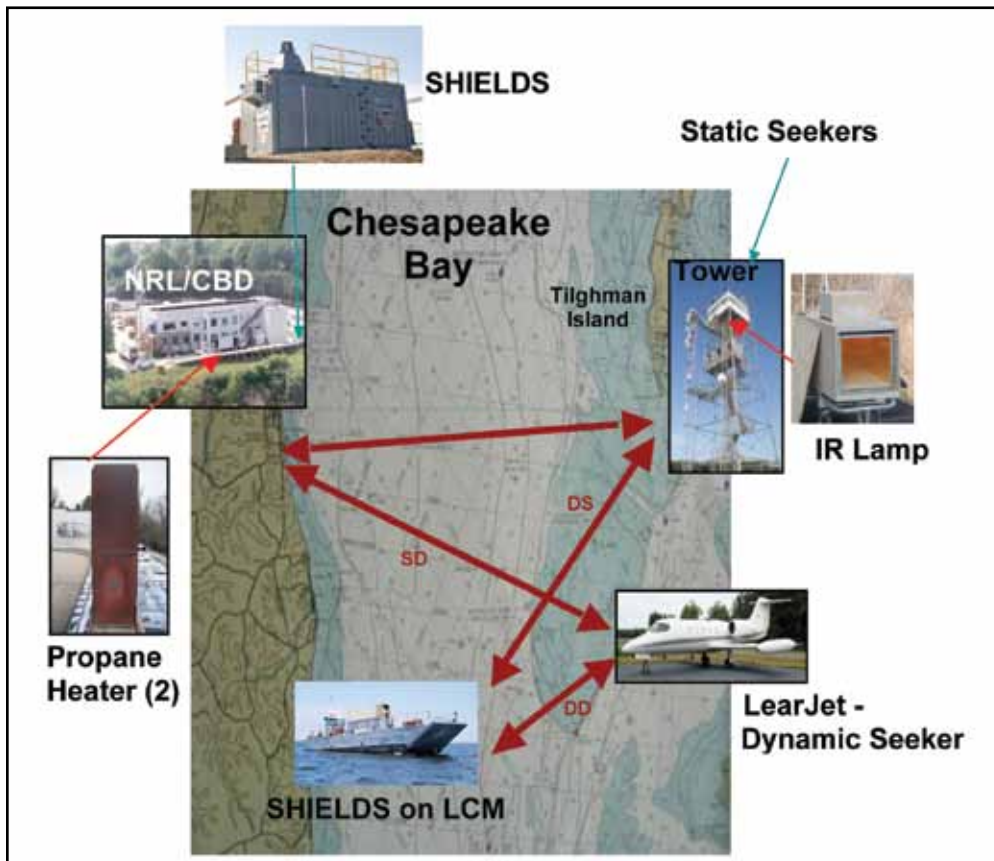 SHIELDS
Static Seekers
Chesapeake
Bay
NRL/CBD
Tower
Tilghman
Island
IR Lamp
DS
SD
Propane
Heater (2)
DD
LearJet -
Dynamic Seeker
SHIELDS on LCM